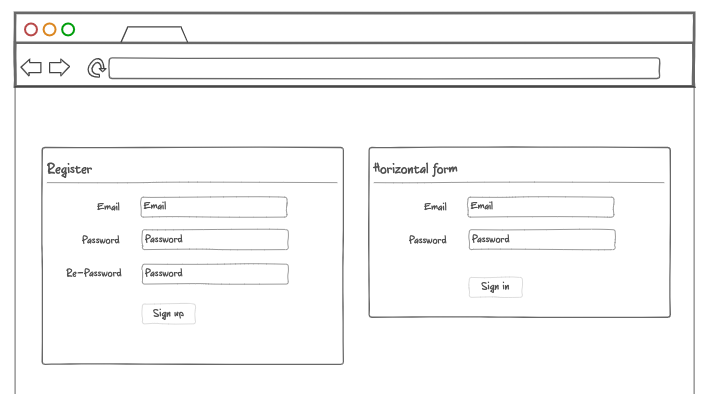 Register
Email Email
Password Password
Re-Password Password
Sign up
Horizontal form
Email Email
Password Password
Sign in